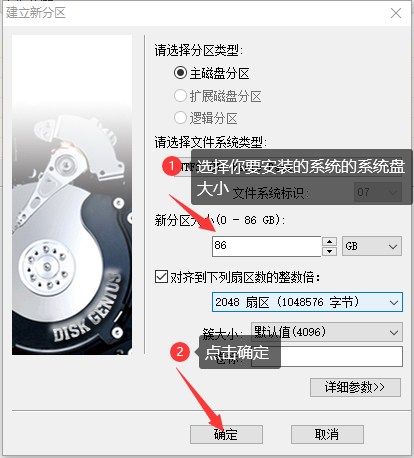 建立新分区
请选择分区类型:
主磁盘分区
扩展磁盘分区
逻辑分区
请选择文件系统类型:
1 选择你要安装的系统的系统盘
大小
文件系统标识: 07
新分区大小(0 - 86 GB):
86 GB
对齐到下列扇区数的整数倍:
2048 扇区 (1048576 字节)
簇大小: 默认值(4096)
2 点击确定
详细参数>>
确定 取消
DISK GENIUS